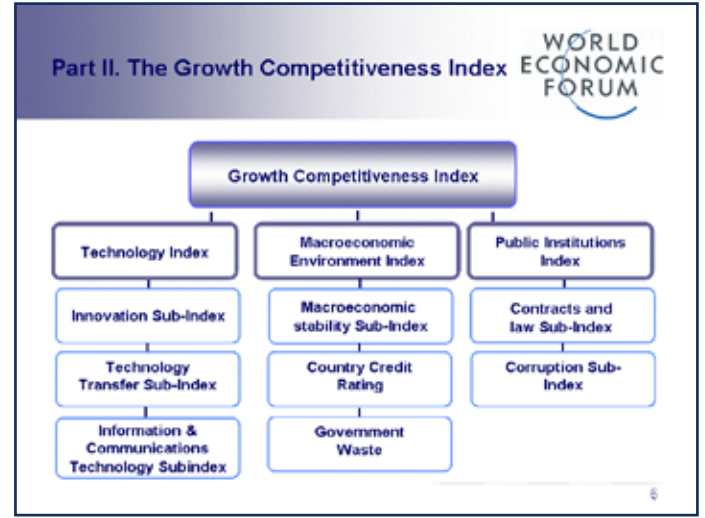 Part II. The Growth Competitiveness Index
WORLD
ECONOMIC
FORUM
Growth Competitiveness Index
Technology Index
Macroeconomic
Environment Index
Public Institutions
Index
Innovation Sub-Index
Macroeconomic
stability Sub-Index
Contracts and
law Sub-Index
Technology
Transfer Sub-Index
Country Credit
Rating
Corruption Sub-
Index
Information &
Communications
Technology Subindex
Government
Waste
6